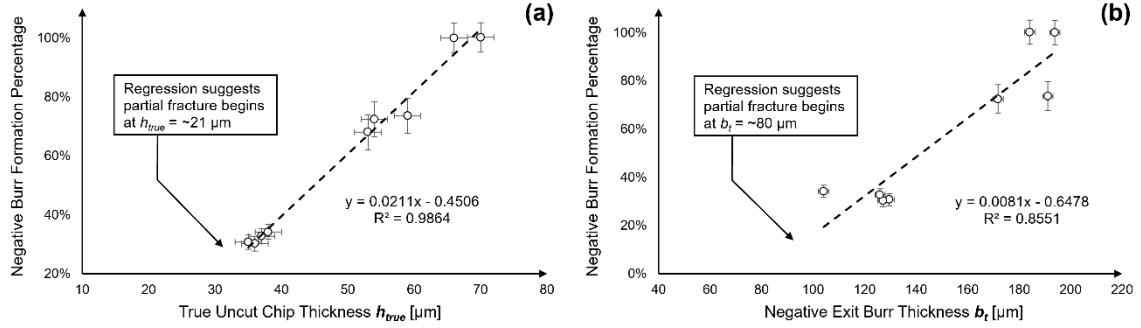 (a)
Negative Burr Formation Percentage
100%
80%
60%
40%
20%
Regression suggests
partial fracture begins
at h_true = ~21 μm
y = 0.0211x - 0.4506
R² = 0.9864
10 20 30 40 50 60 70 80
True Uncut Chip Thickness h_true [μm]
(b)
Negative Burr Formation Percentage
100%
80%
60%
40%
20%
0%
Regression suggests
partial fracture begins
at b_t = ~80 μm
y = 0.0081x - 0.6478
R² = 0.8551
40 60 80 100 120 140 160 180 200 220
Negative Exit Burr Thickness b_t [μm]